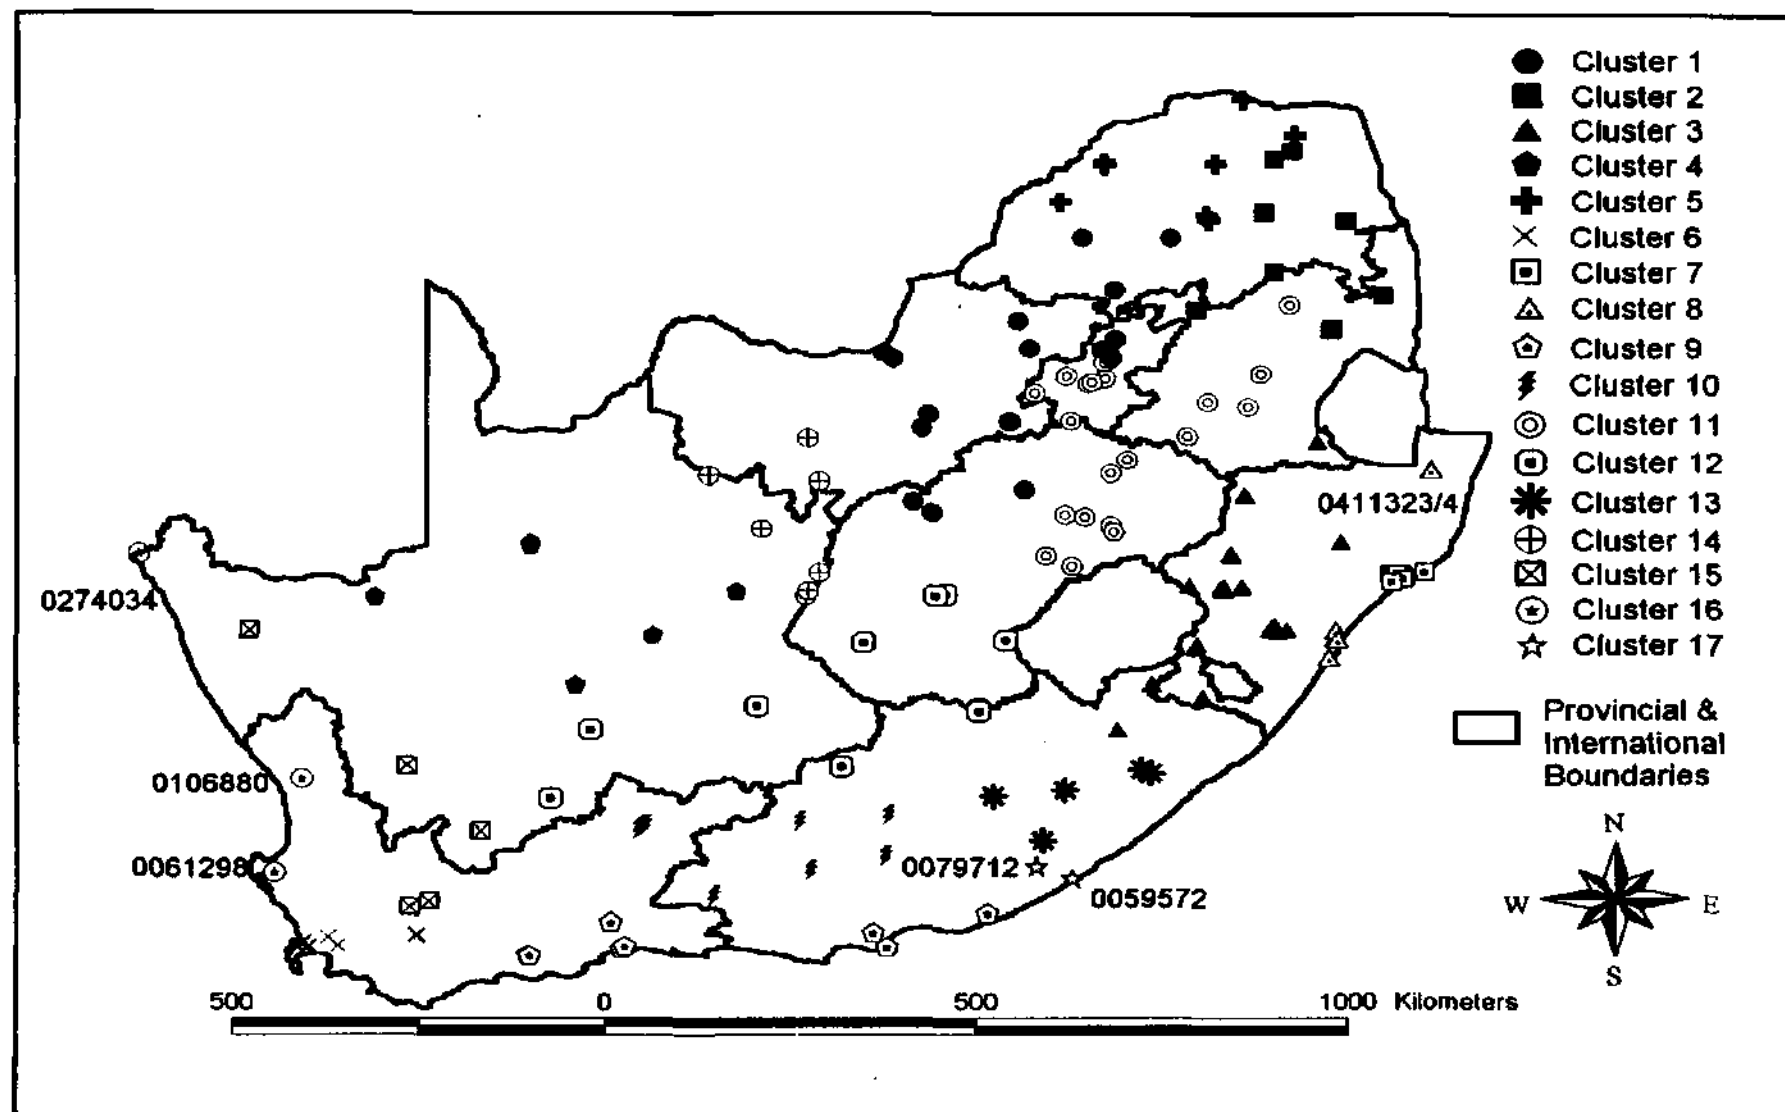 Cluster 1
Cluster 2
Cluster 3
Cluster 4
Cluster 5
Cluster 6
Cluster 7
Cluster 8
Cluster 9
Cluster 10
Cluster 11
Cluster 12
Cluster 13
Cluster 14
Cluster 15
Cluster 16
Cluster 17
Provincial &
International
Boundaries
0411323/4
0274034
0106880
0061298
0079712
0059572
N
W E
S
500 0 500 1000 Kilometers